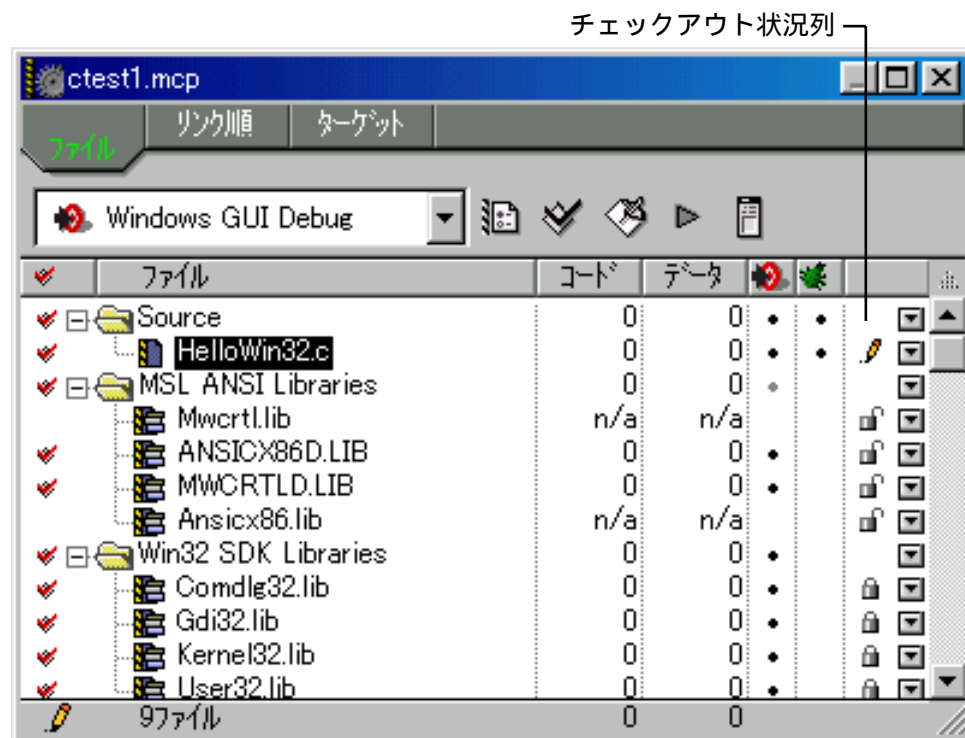 チェックアウト状況列
ctest1.mcp
ファイル リンク順 ターゲット
Windows GUI Debug
ファイル コード データ
Source 0 0
HelloWin32.c 0 0
MSL ANSI Libraries 0 0
Mwcrtl.lib n/a n/a
ANSICX86D.LIB 0 0
MWCRTLD.LIB 0 0
Ansicx86.lib n/a n/a
Win32 SDK Libraries 0 0
Comdlg32.lib 0 0
Gdi32.lib 0 0
Kernel32.lib 0 0
User32.lib 0 0
9ファイル 0 0